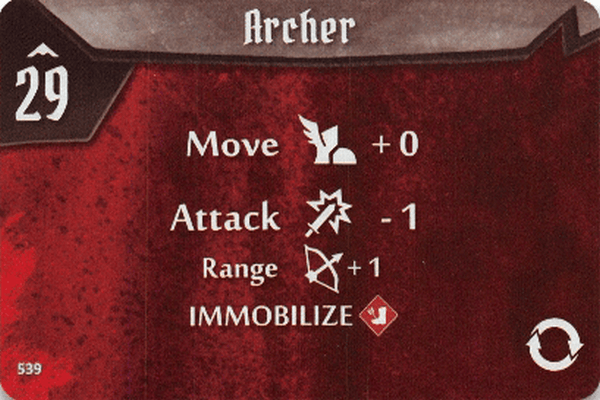 Archer
29
Move + 0
Attack - 1
Range + 1
IMMOBILIZE
539